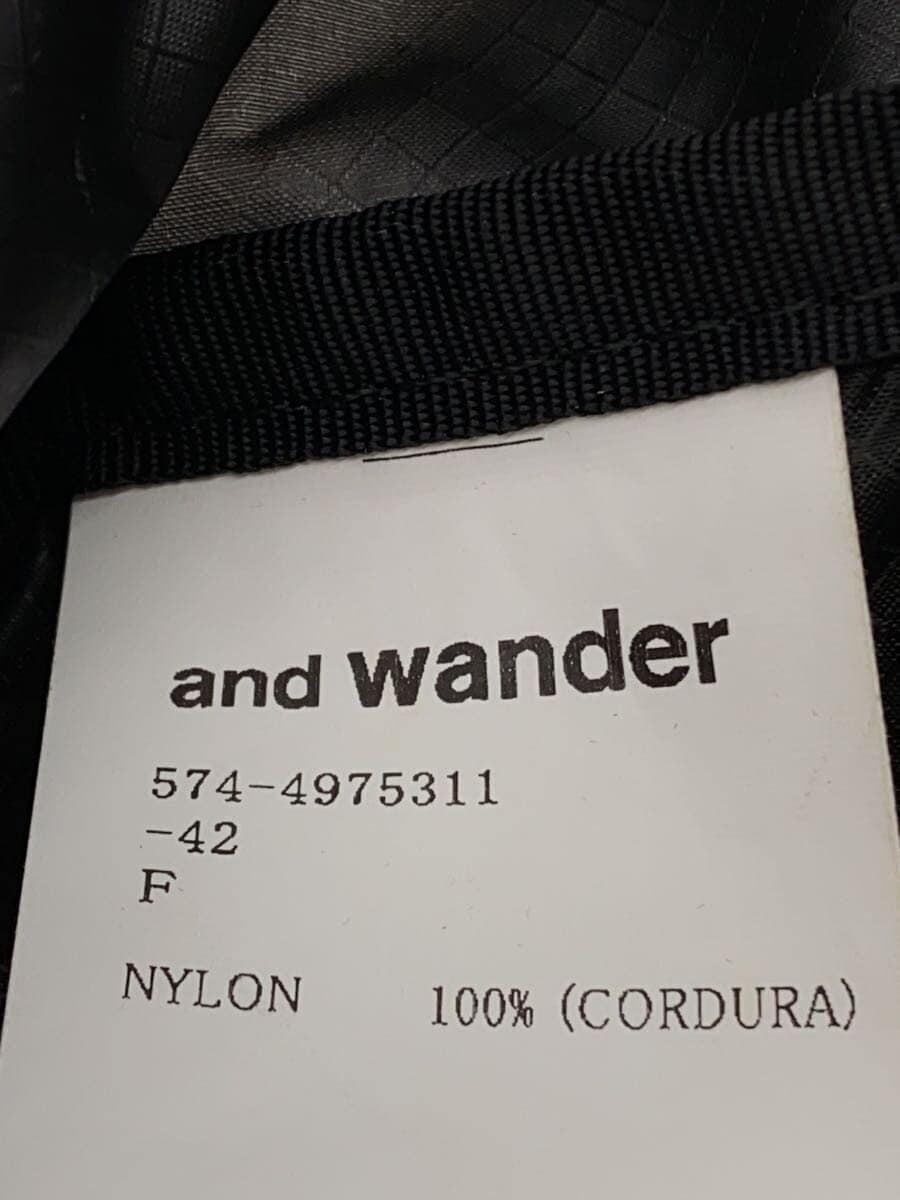 and wander
574-4975311
-42
F
NYLON 100% (CORDURA)